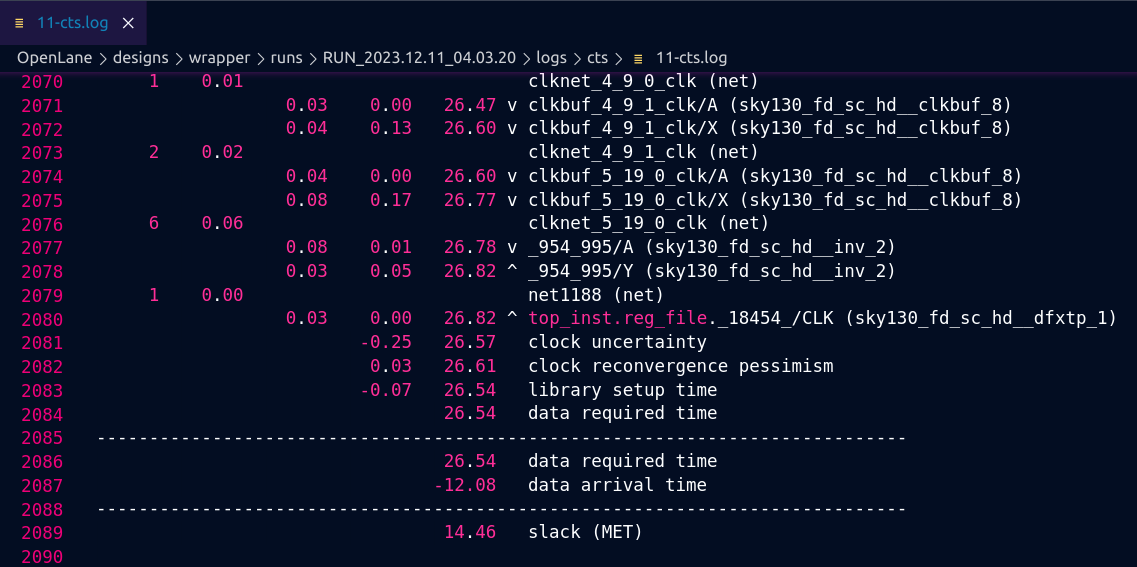 11-cts.log
OpenLane > designs > wrapper > runs > RUN_2023.12.11_04.03.20 > logs > cts > 11-cts.log
2070 1 0.01 clknet_4_9_0_clk (net)
2071 0.03 0.00 26.47 v clkbuf_4_9_1_clk/A (sky130_fd_sc_hd__clkbuf_8)
2072 0.04 0.13 26.60 v clkbuf_4_9_1_clk/X (sky130_fd_sc_hd__clkbuf_8)
2073 2 0.02 clknet_4_9_1_clk (net)
2074 0.04 0.00 26.60 v clkbuf_5_19_0_clk/A (sky130_fd_sc_hd__clkbuf_8)
2075 0.08 0.17 26.77 v clkbuf_5_19_0_clk/X (sky130_fd_sc_hd__clkbuf_8)
2076 6 0.06 clknet_5_19_0_clk (net)
2077 0.08 0.01 26.78 v _954_995/A (sky130_fd_sc_hd__inv_2)
2078 0.03 0.05 26.82 ^ _954_995/Y (sky130_fd_sc_hd__inv_2)
2079 1 0.00 net1188 (net)
2080 0.03 0.00 26.82 ^ top_inst.reg_file._18454_/CLK (sky130_fd_sc_hd__dfxtp_1)
2081 -0.25 26.57 clock uncertainty
2082 0.03 26.61 clock reconvergence pessimism
2083 -0.07 26.54 library setup time
2084 26.54 data required time
2085 -----------------------------------------------------------------------------
2086 26.54 data required time
2087 -12.08 data arrival time
2088 -----------------------------------------------------------------------------
2089 14.46 slack (MET)
2090